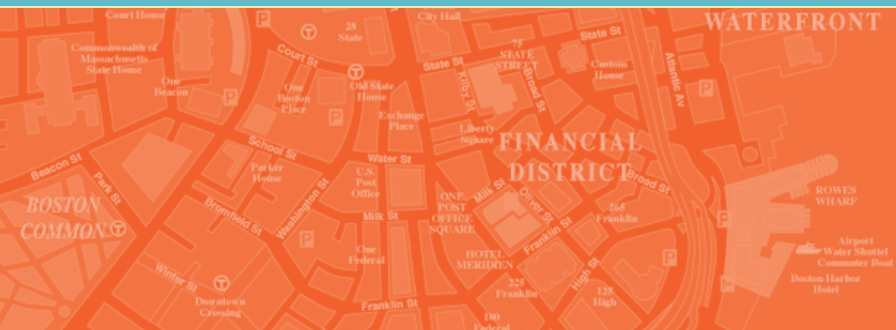 Court House
City Hall
WATERFRONT
28
State
State St
Commonwealth of
Massachusetts
State House
Court St
75
STATE
STREET
State St
Custom
House
Atlantic Av
One
Beacon
One
Boston
Place
Old State
House
Kilby St
Broad St
Exchange
Place
Liberty
Square
FINANCIAL
DISTRICT
School St
Beacon St
Parker
House
Water St
U.S.
Post
Office
Park St
Washington St
Milk St
Oliver St
Broad St
ROWES
WHARF
BOSTON
COMMON
Bromfield St
Milk St
ONE
POST
OFFICE
SQUARE
265
Franklin
Franklin St
One
Federal
HOTEL
MERIDIEN
Airport
Water Shuttel
Commuter Boat
Winter St
High St
225
Franklin
125
High
Boston Harbor
Hotel
Downtown
Crossing
Franklin St
100
Federal
P
P
P
P
P
P
P
P
T
T
T
T